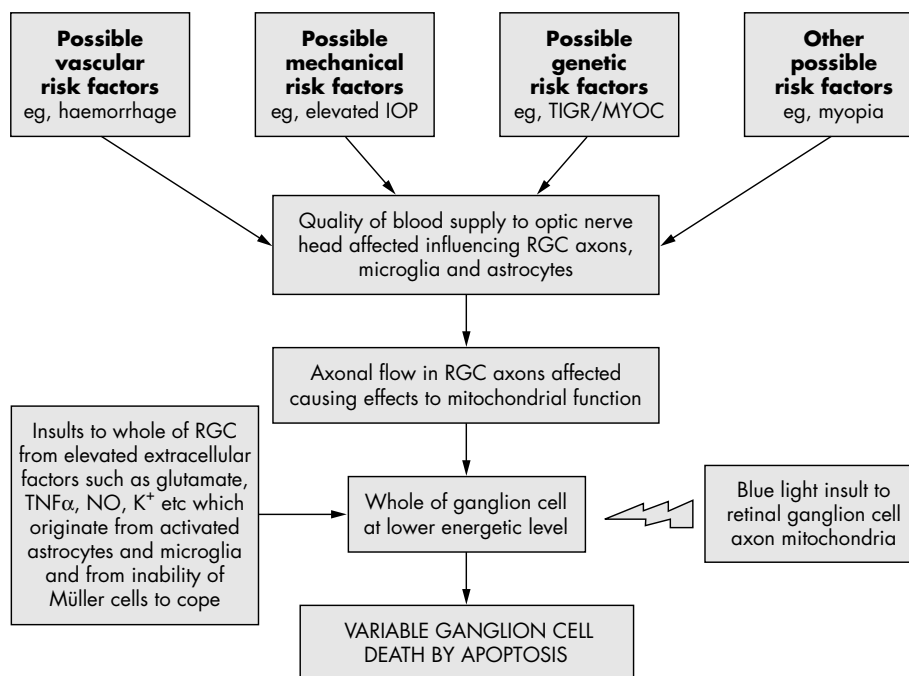 Possible
vascular
risk factors
eg, haemorrhage
Possible
mechanical
risk factors
eg, elevated IOP
Possible
genetic
risk factors
eg, TIGR/MYOC
Other
possible
risk factors
eg, myopia
Quality of blood supply to optic nerve
head affected influencing RGC axons,
microglia and astrocytes
Axonal flow in RGC axons affected
causing effects to mitochondrial function
Insults to whole of RGC
from elevated extracellular
factors such as glutamate,
TNFα, NO, K⁺ etc which
originate from activated
astrocytes and microglia
and from inability of
Müller cells to cope
Whole of ganglion cell
at lower energetic level
Blue light insult to
retinal ganglion cell
axon mitochondria
VARIABLE GANGLION CELL
DEATH BY APOPTOSIS